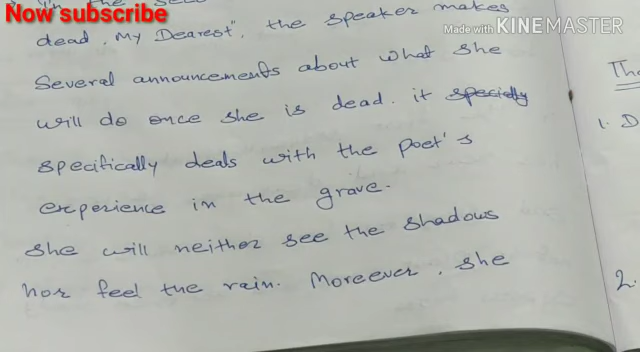 Now subscribe
Made with KINEMASTER
dead, My Dearest", the speaker makes
several announcements about what she
will do once she is dead. it specially
specifically deals with the poet's
experience in the grave.
she will neither see the shadows
nor feel the rain. Moreever, she
The
1. D
2.